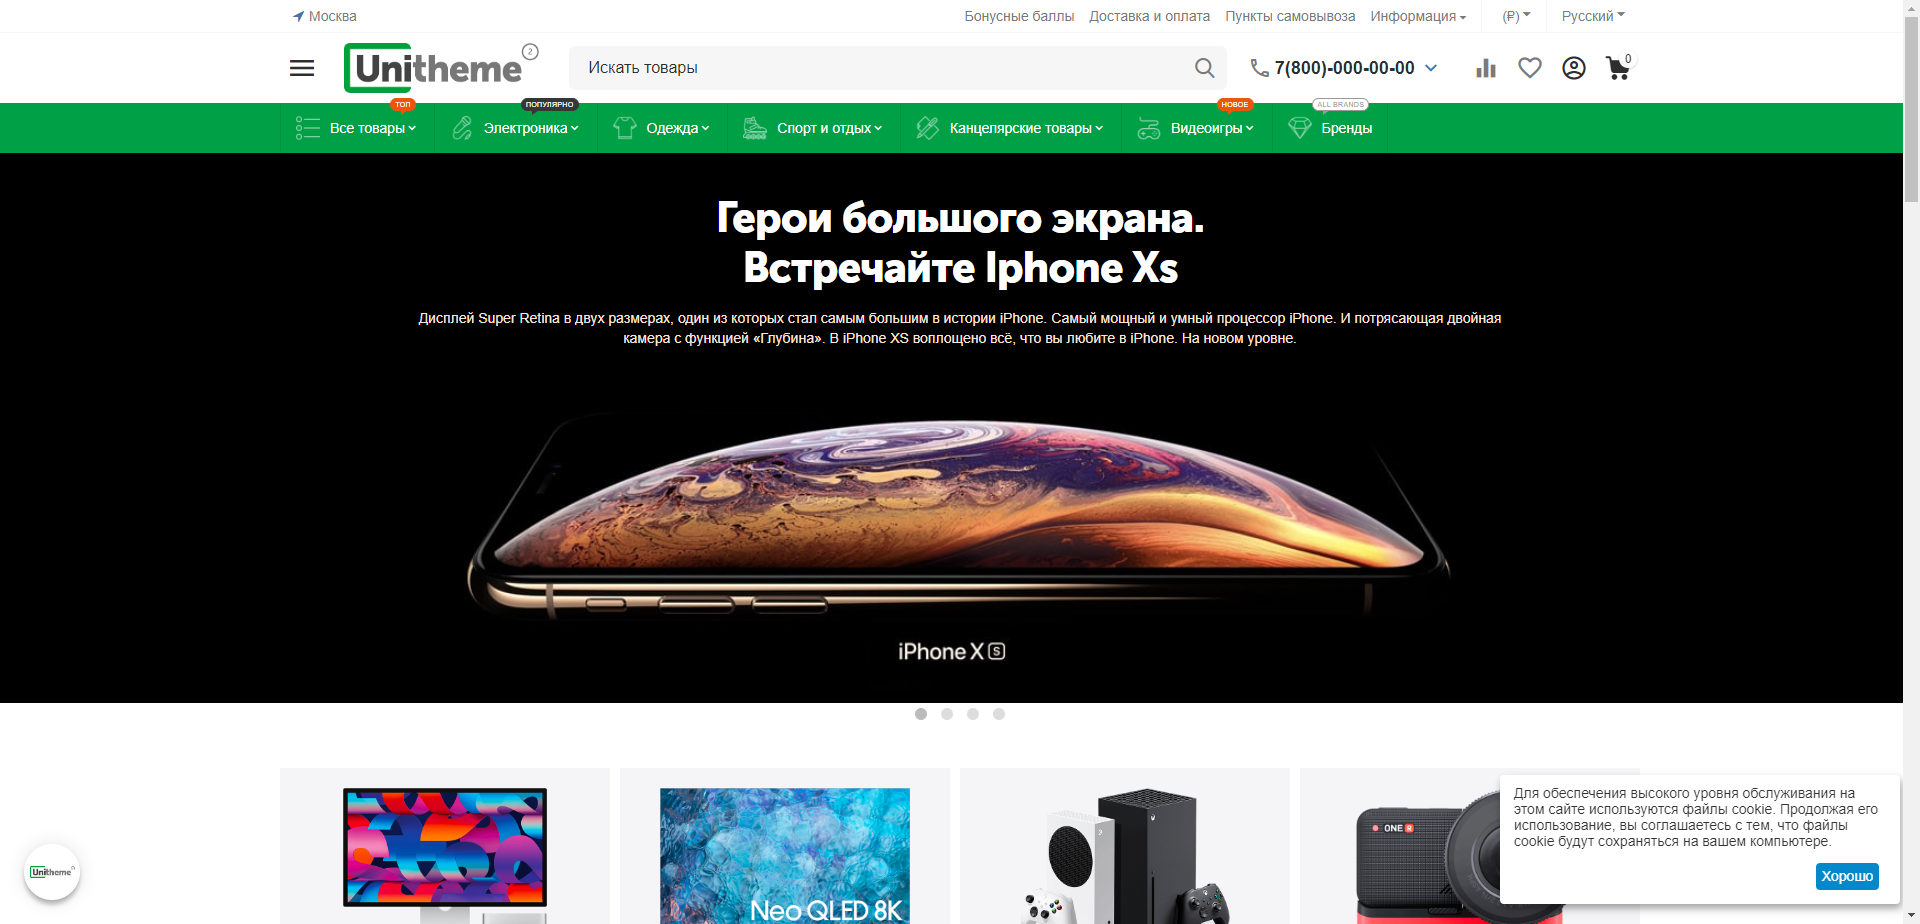 Москва
Бонусные баллы
Доставка и оплата
Пункты самовывоза
Информация
(₽)
Русский
Unitheme
2
Искать товары
7(800)-000-00-00
0
ТОП
ПОПУЛЯРНО
НОВОЕ
ALL BRANDS
Все товары
Электроника
Одежда
Спорт и отдых
Канцелярские товары
Видеоигры
Бренды
Герои большого экрана.
Встречайте Iphone Xs
Дисплей Super Retina в двух размерах, один из которых стал самым большим в истории iPhone. Самый мощный и умный процессор iPhone. И потрясающая двойная
камера с функцией «Глубина». В iPhone XS воплощено всё, что вы любите в iPhone. На новом уровне.
iPhone XS
Neo QLED 8K
ONE R
Для обеспечения высокого уровня обслуживания на
этом сайте используются файлы cookie. Продолжая его
использование, вы соглашаетесь с тем, что файлы
cookie будут сохраняться на вашем компьютере.
Хорошо
Unitheme